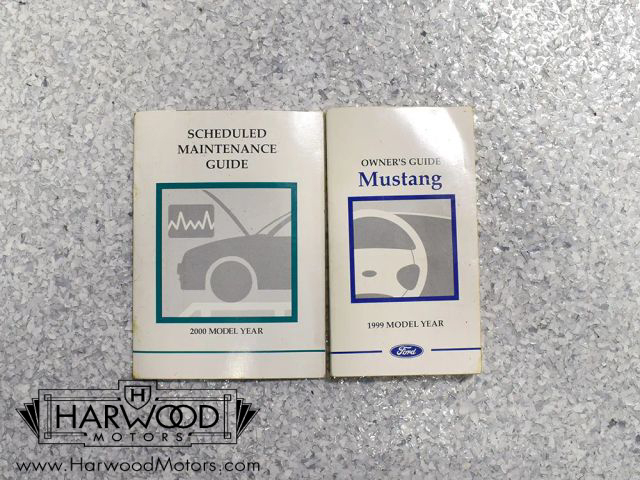 SCHEDULED
MAINTENANCE
GUIDE
2000 MODEL YEAR
OWNER'S GUIDE
Mustang
1999 MODEL YEAR
Ford
H
HARWOOD
MOTORS
www.HarwoodMotors.com